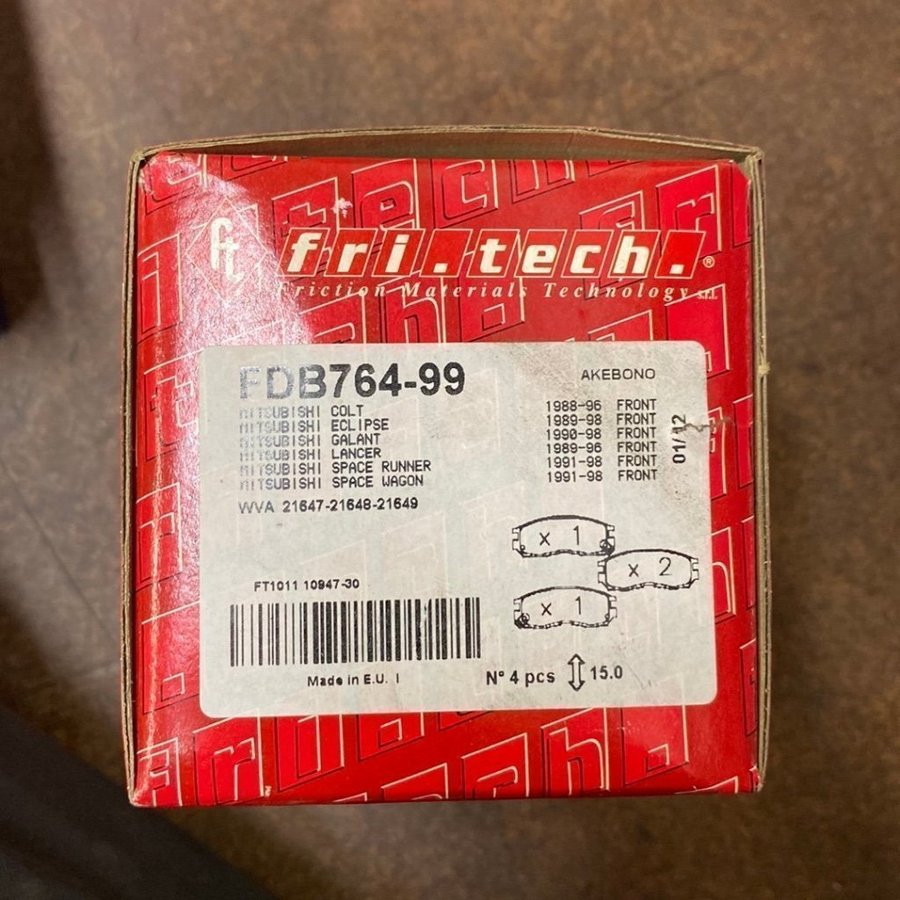 ft fri.tech.®
Friction Materials Technology s.r.l.
FDB764-99 AKEBONO
MITSUBISHI COLT 1988-96 FRONT
MITSUBISHI ECLIPSE 1989-98 FRONT
MITSUBISHI GALANT 1990-98 FRONT
MITSUBISHI LANCER 1989-96 FRONT
MITSUBISHI SPACE RUNNER 1991-98 FRONT
MITSUBISHI SPACE WAGON 1991-98 FRONT
01/12
WVA 21647-21648-21649
x 1
x 2
x 1
FT1011 10947-30
Made in E.U. I
N° 4 pcs 15.0